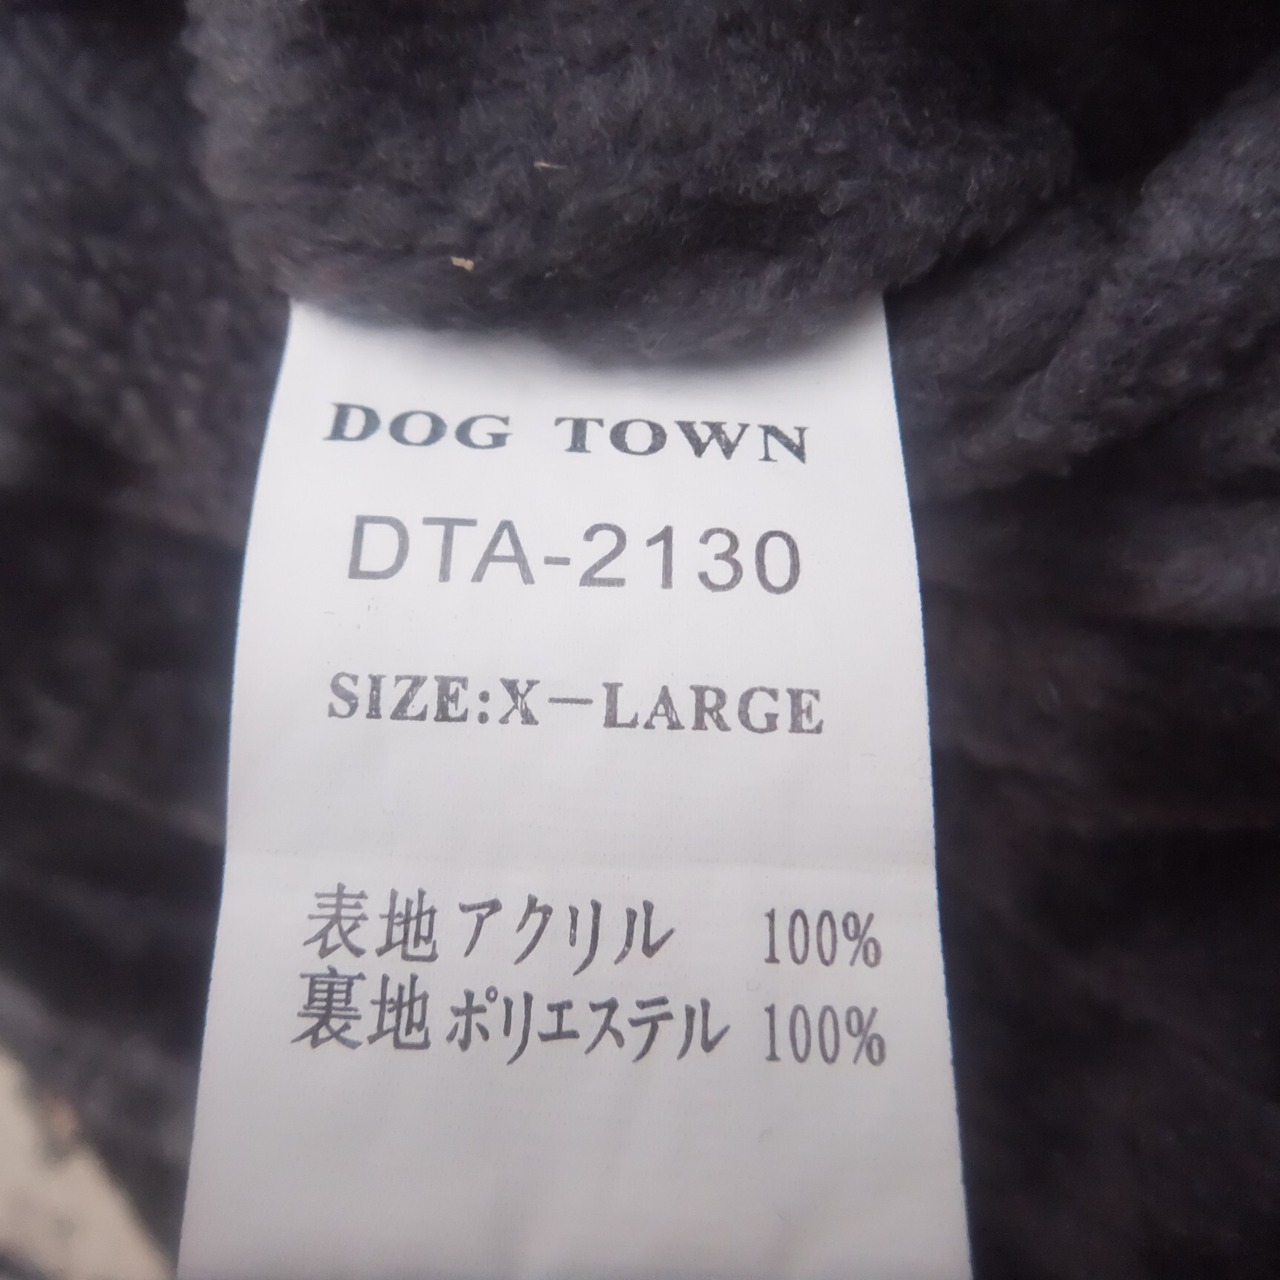 DOG TOWN
DTA-2130
SIZE:X-LARGE
表地アクリル 100%
裏地ポリエステル 100%